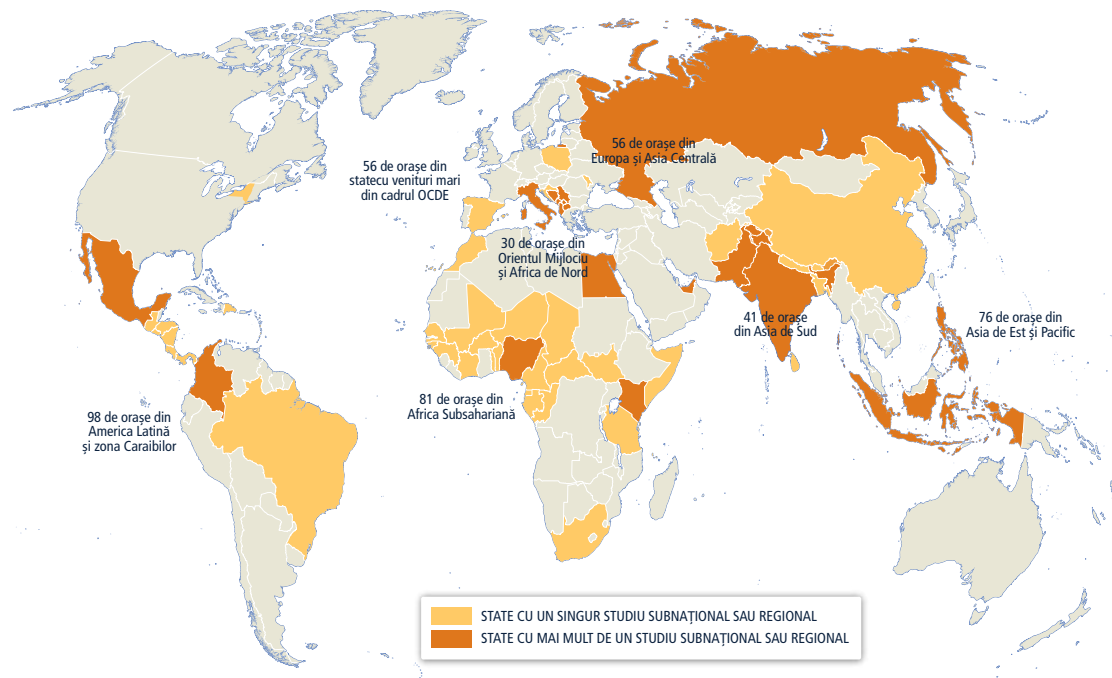 56 de orașe din
Europa și Asia Centrală
56 de orașe din
statecu venituri mari
din cadrul OCDE
30 de orașe din
Orientul Mijlociu
și Africa de Nord
41 de orașe
din Asia de Sud
76 de orașe din
Asia de Est și Pacific
81 de orașe din
Africa Subsahariană
98 de orașe din
America Latină
și zona Caraibilor
STATE CU UN SINGUR STUDIU SUBNAȚIONAL SAU REGIONAL
STATE CU MAI MULT DE UN STUDIU SUBNAȚIONAL SAU REGIONAL